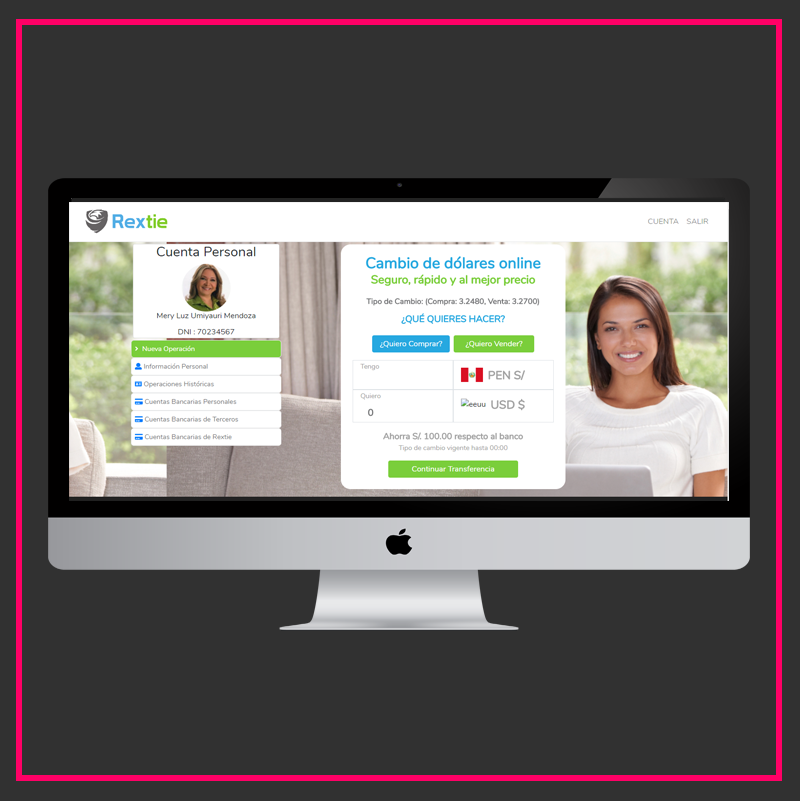 Rextie
CUENTA SALIR
Cuenta Personal
Mery Luz Umiyauri Mendoza
DNI : 70234567
Nueva Operación
Información Personal
Operaciones Históricas
Cuentas Bancarias Personales
Cuentas Bancarias de Terceros
Cuentas Bancarias de Rextie
Cambio de dólares online
Seguro, rápido y al mejor precio
Tipo de Cambio: (Compra: 3.2480, Venta: 3.2700)
¿QUÉ QUIERES HACER?
¿Quiero Comprar? ¿Quiero Vender?
Tengo
PEN S/
Quiero
0
eeuu USD $
Ahorra S/. 100.00 respecto al banco
Tipo de cambio vigente hasta 00:00
Continuar Transferencia